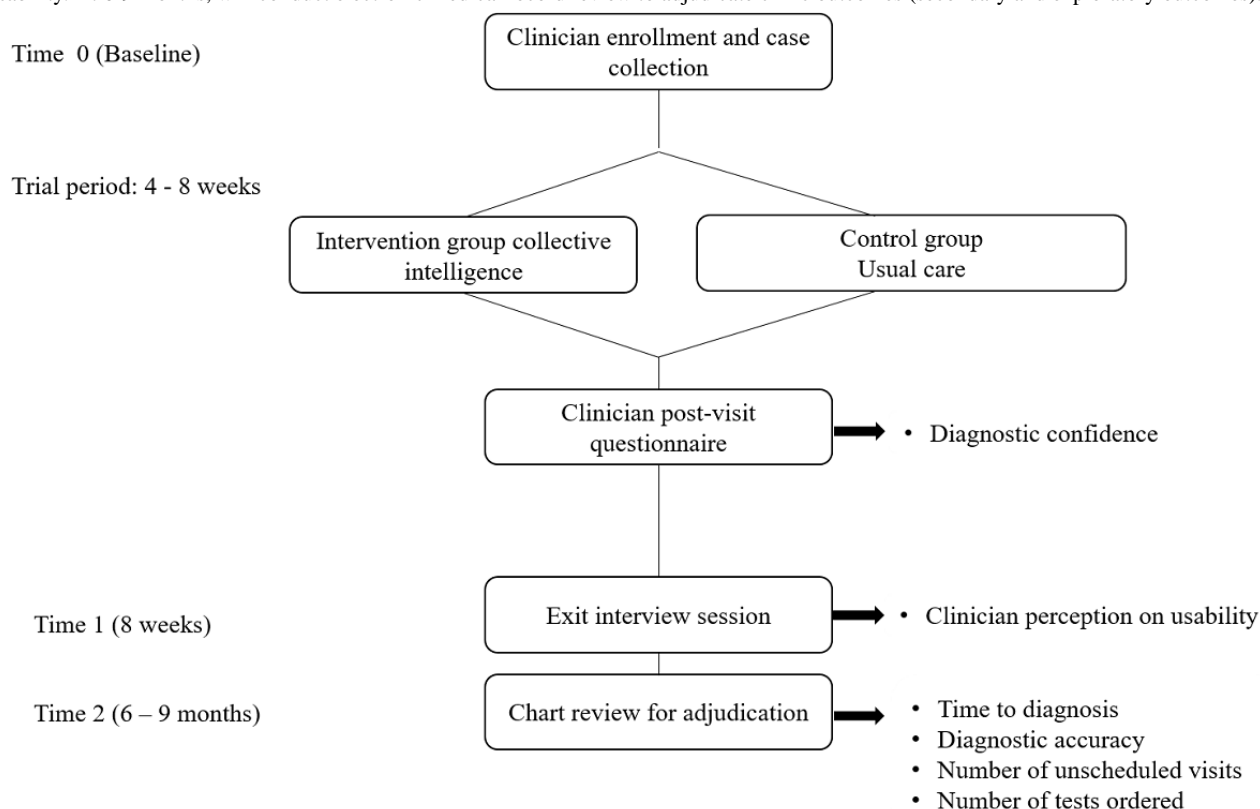 Time 0 (Baseline)
Clinician enrollment and case
collection
Trial period: 4 - 8 weeks
Intervention group collective
intelligence
Control group
Usual care
Clinician post-visit
questionnaire
• Diagnostic confidence
Time 1 (8 weeks)
Exit interview session
• Clinician perception on usability
Time 2 (6 – 9 months)
Chart review for adjudication
• Time to diagnosis
• Diagnostic accuracy
• Number of unscheduled visits
• Number of tests ordered